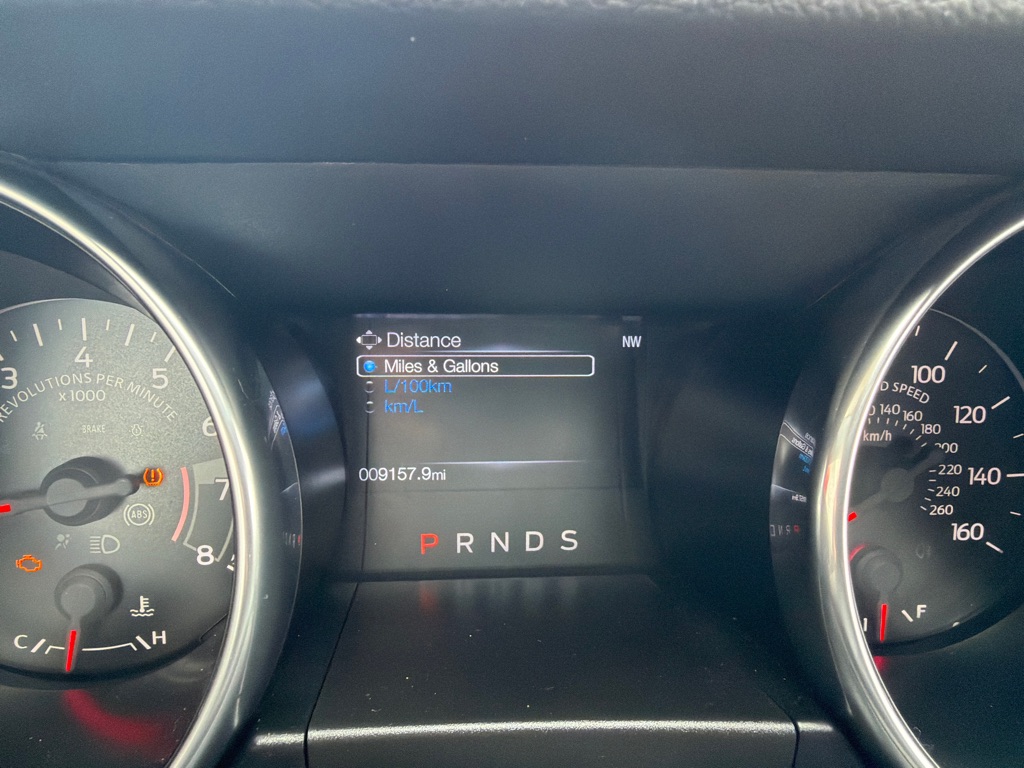 Distance
NW
Miles & Gallons
L/100km
km/L
009157.9mi
P R N D S
3 4 5 6 7 8
REVOLUTIONS PER MINUTE
x 1000
BRAKE
ABS
C H
100 120 140 160
D SPEED
140 160 180 200 220 240 260
km/h
F